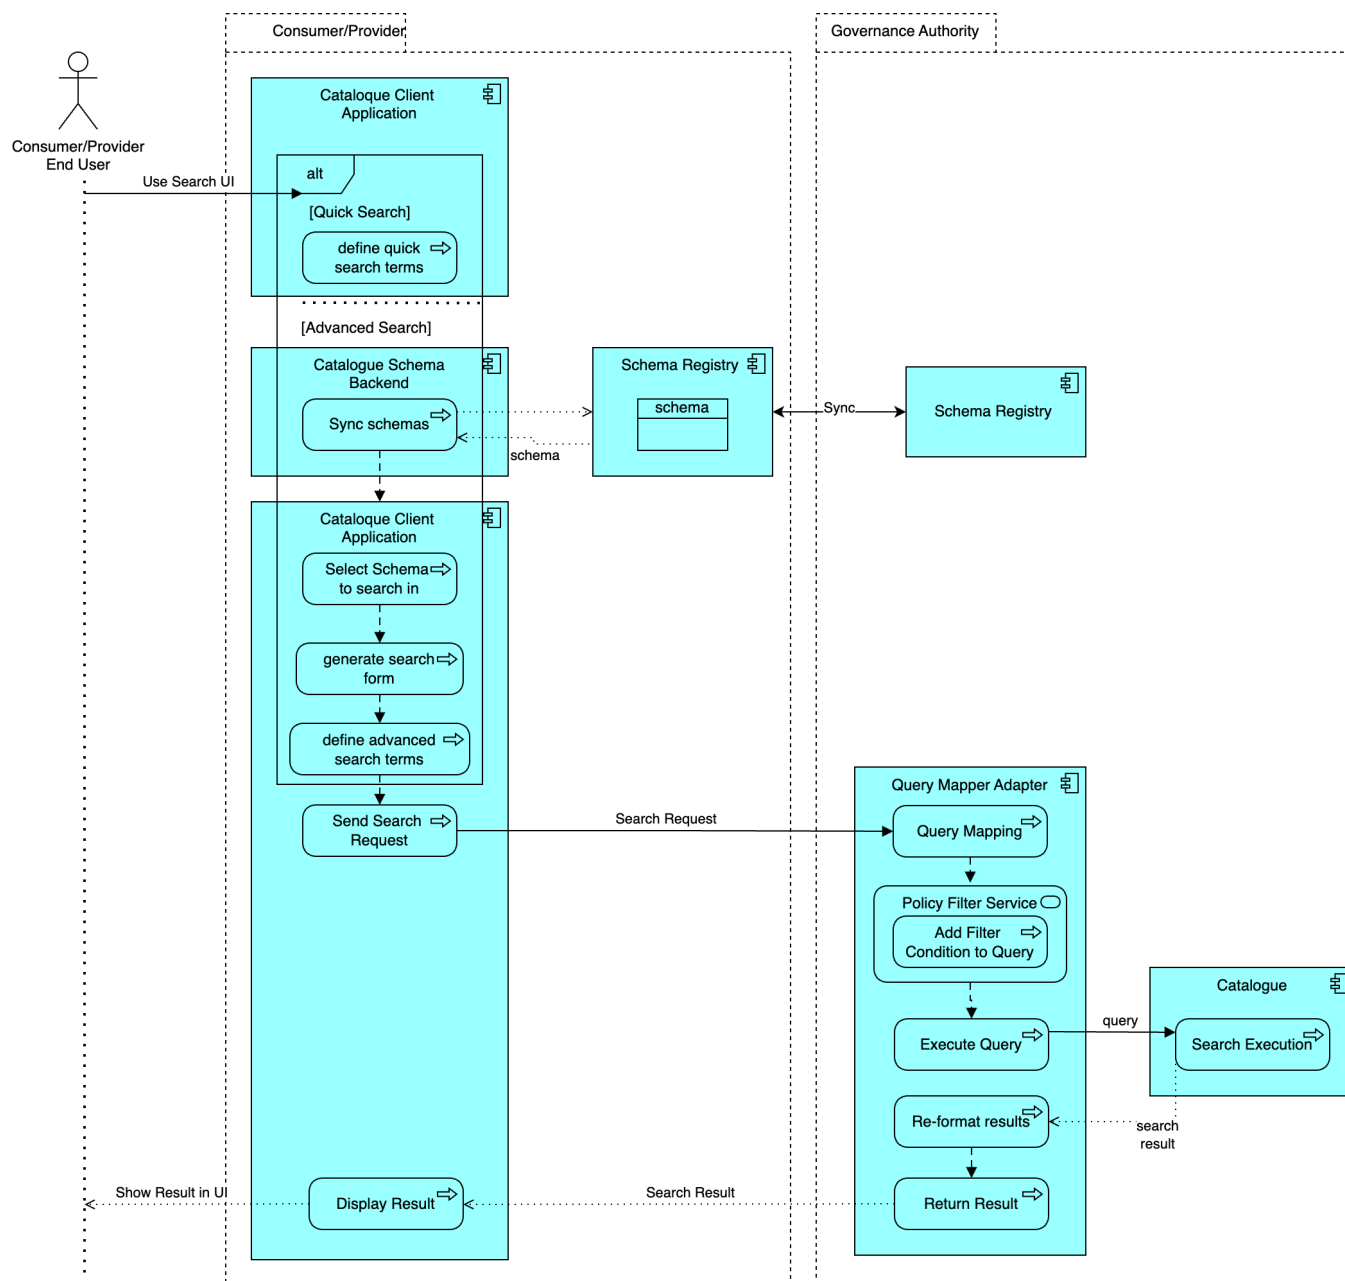 Consumer/Provider
Governance Authority
Consumer/Provider
End User
Cataloque Client
Application
Use Search UI
alt
[Quick Search]
define quick
search terms
[Advanced Search]
Catalogue Schema
Backend
Sync schemas
schema
Schema Registry
schema
Sync
Schema Registry
Cataloque Client
Application
Select Schema
to search in
generate search
form
define advanced
search terms
Send Search
Request
Search Request
Query Mapper Adapter
Query Mapping
Policy Filter Service
Add Filter
Condition to Query
Execute Query
query
Catalogue
Search Execution
search
result
Re-format results
Return Result
Search Result
Display Result
Show Result in UI